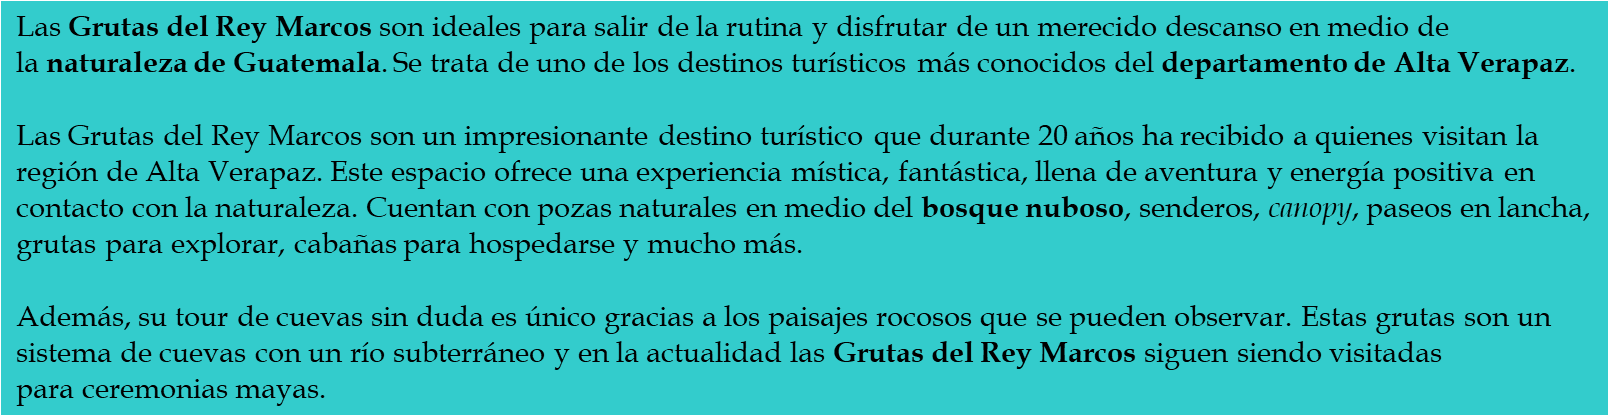 Las Grutas del Rey Marcos son ideales para salir de la rutina y disfrutar de un merecido descanso en medio de
la naturaleza de Guatemala. Se trata de uno de los destinos turísticos más conocidos del departamento de Alta Verapaz.
Las Grutas del Rey Marcos son un impresionante destino turístico que durante 20 años ha recibido a quienes visitan la
región de Alta Verapaz. Este espacio ofrece una experiencia mística, fantástica, llena de aventura y energía positiva en
contacto con la naturaleza. Cuentan con pozas naturales en medio del bosque nuboso, senderos, canopy, paseos en lancha,
grutas para explorar, cabañas para hospedarse y mucho más.
Además, su tour de cuevas sin duda es único gracias a los paisajes rocosos que se pueden observar. Estas grutas son un
sistema de cuevas con un río subterráneo y en la actualidad las Grutas del Rey Marcos siguen siendo visitadas
para ceremonias mayas.